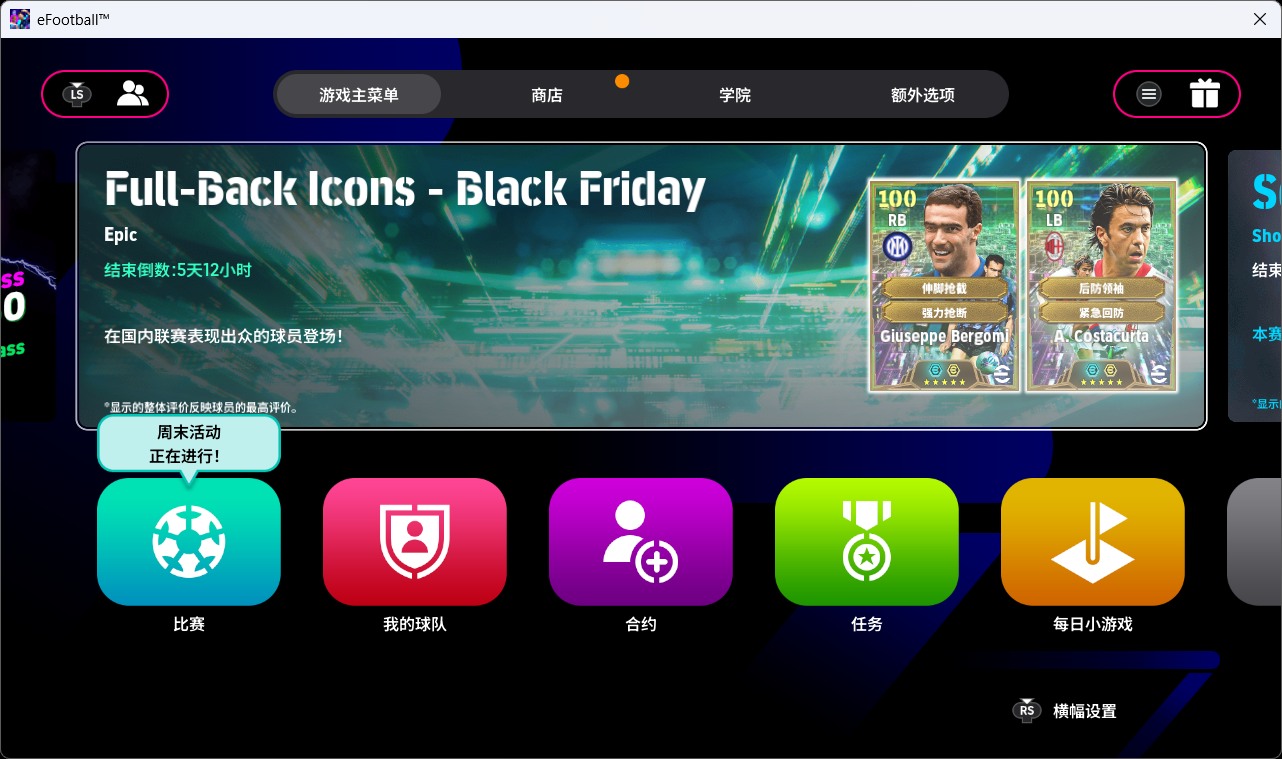 eFootball™
LS
游戏主菜单
商店
学院
额外选项
Full-Back Icons - Black Friday
Epic
结束倒数:5天12小时
在国内联赛表现出众的球员登场!
*显示的整体评价反映球员的最高评价。
100
RB
伸脚抢截
强力抢断
Giuseppe Bergomi
100
LB
后防领袖
紧急回防
A. Costacurta
ss
0
ass
S
Sho
结束
本赛
*显示的
周末活动
正在进行!
比赛
我的球队
合约
任务
每日小游戏
RS
横幅设置